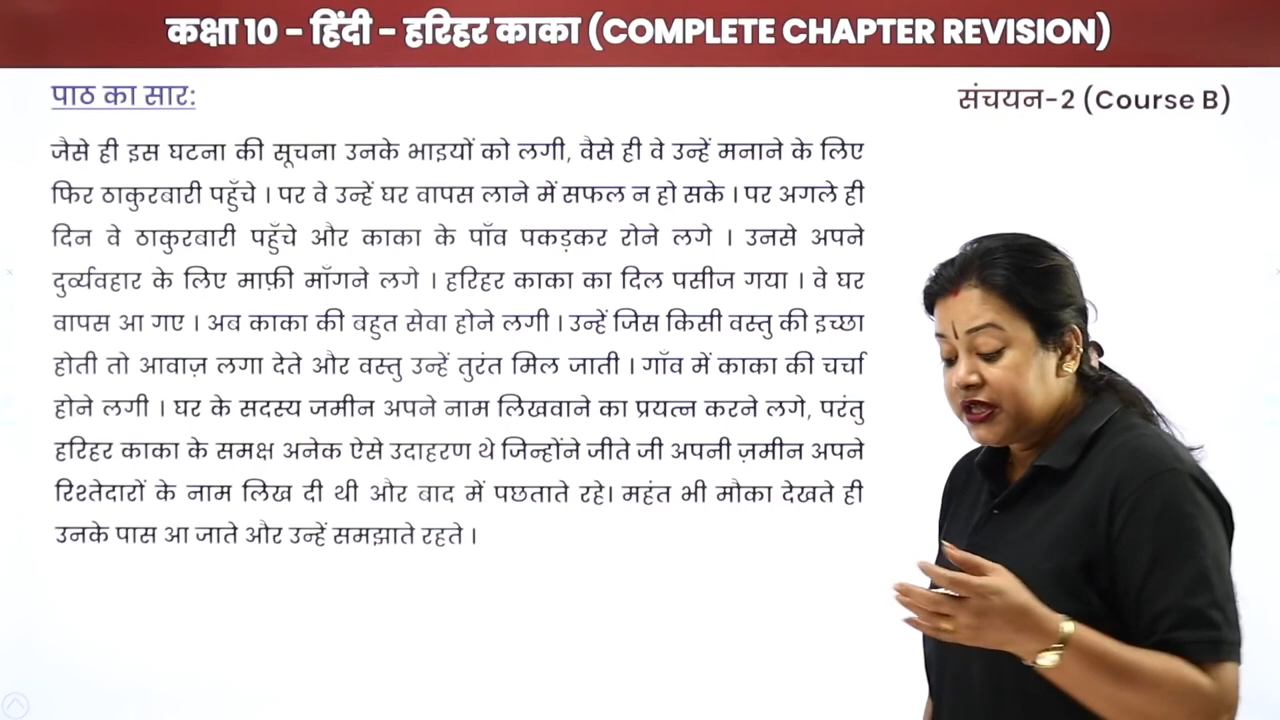 कक्षा 10 - हिंदी - हरिहर काका (COMPLETE CHAPTER REVISION)
पाठ का सार:
संचयन-2 (Course B)
जैसे ही इस घटना की सूचना उनके भाइयों को लगी, वैसे ही वे उन्हें मनाने के लिए
फिर ठाकुरबारी पहुँचे । पर वे उन्हें घर वापस लाने में सफल न हो सके । पर अगले ही
दिन वे ठाकुरबारी पहुँचे और काका के पाँव पकड़कर रोने लगे । उनसे अपने
दुर्व्यवहार के लिए माफ़ी माँगने लगे । हरिहर काका का दिल पसीज गया । वे घर
वापस आ गए । अब काका की बहुत सेवा होने लगी । उन्हें जिस किसी वस्तु की इच्छा
होती तो आवाज़ लगा देते और वस्तु उन्हें तुरंत मिल जाती । गाँव में काका की चर्चा
होने लगी । घर के सदस्य जमीन अपने नाम लिखवाने का प्रयत्न करने लगे, परंतु
हरिहर काका के समक्ष अनेक ऐसे उदाहरण थे जिन्होंने जीते जी अपनी ज़मीन अपने
रिश्तेदारों के नाम लिख दी थी और बाद में पछताते रहे। महंत भी मौका देखते ही
उनके पास आ जाते और उन्हें समझाते रहते ।